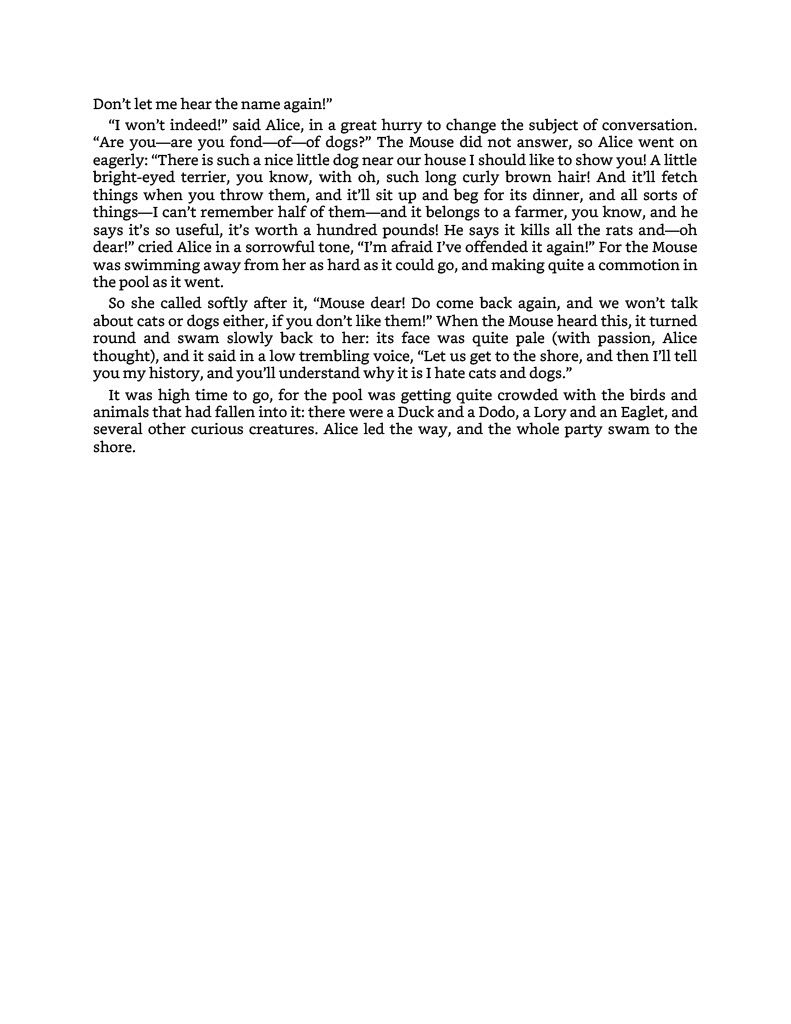 Don’t let me hear the name again!”
“I won’t indeed!” said Alice, in a great hurry to change the subject of conversation.
“Are you—are you fond—of—of dogs?” The Mouse did not answer, so Alice went on
eagerly: “There is such a nice little dog near our house I should like to show you! A little
bright-eyed terrier, you know, with oh, such long curly brown hair! And it’ll fetch
things when you throw them, and it’ll sit up and beg for its dinner, and all sorts of
things—I can’t remember half of them—and it belongs to a farmer, you know, and he
says it’s so useful, it’s worth a hundred pounds! He says it kills all the rats and—oh
dear!” cried Alice in a sorrowful tone, “I’m afraid I’ve offended it again!” For the Mouse
was swimming away from her as hard as it could go, and making quite a commotion in
the pool as it went.
So she called softly after it, “Mouse dear! Do come back again, and we won’t talk
about cats or dogs either, if you don’t like them!” When the Mouse heard this, it turned
round and swam slowly back to her: its face was quite pale (with passion, Alice
thought), and it said in a low trembling voice, “Let us get to the shore, and then I’ll tell
you my history, and you’ll understand why it is I hate cats and dogs.”
It was high time to go, for the pool was getting quite crowded with the birds and
animals that had fallen into it: there were a Duck and a Dodo, a Lory and an Eaglet, and
several other curious creatures. Alice led the way, and the whole party swam to the
shore.